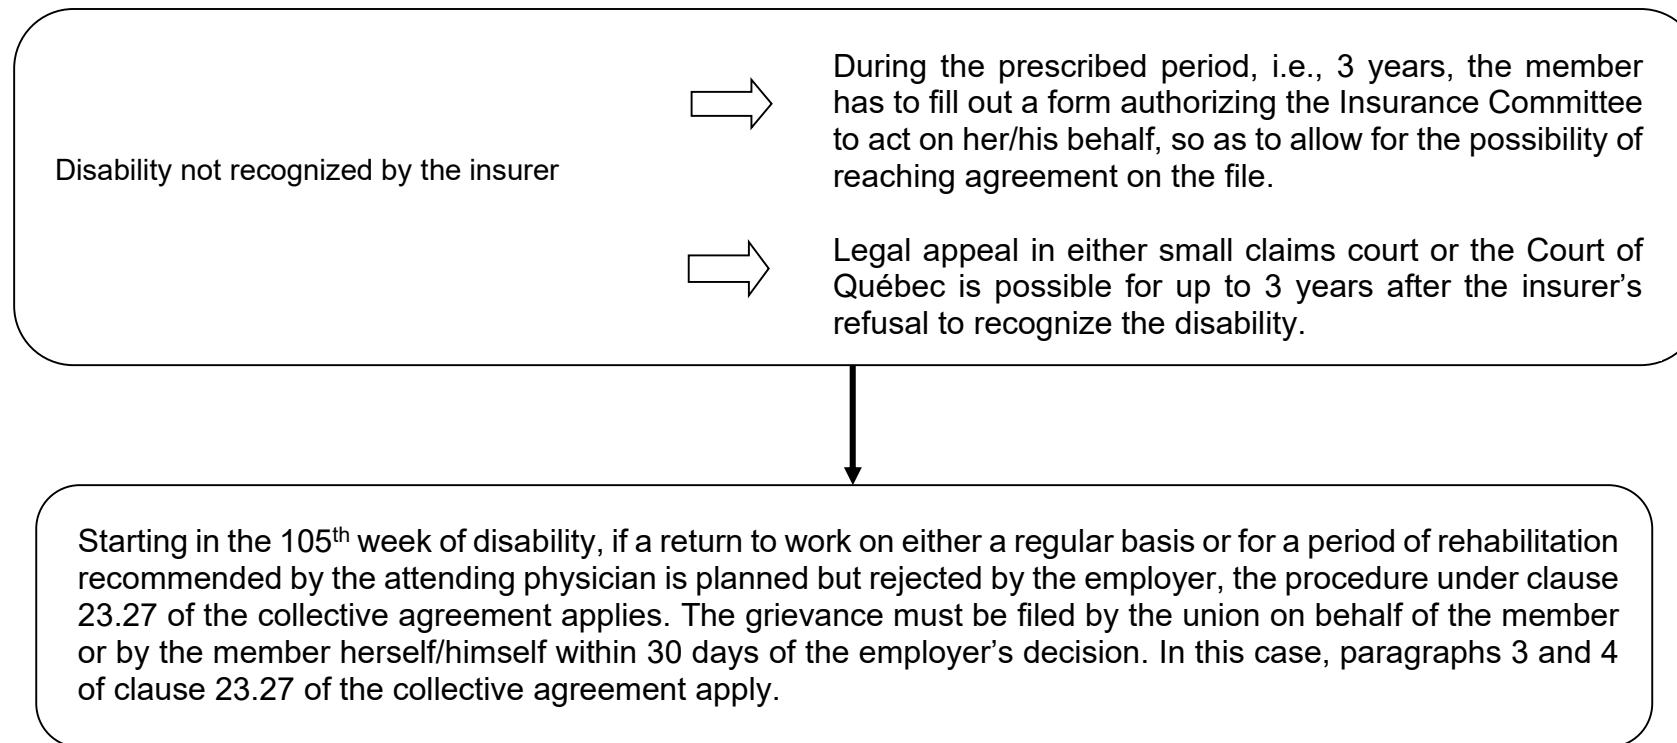 During the prescribed period, i.e., 3 years, the member
has to fill out a form authorizing the Insurance Committee
to act on her/his behalf, so as to allow for the possibility of
reaching agreement on the file.
Disability not recognized by the insurer
Legal appeal in either small claims court or the Court of
Québec is possible for up to 3 years after the insurer’s
refusal to recognize the disability.
Starting in the 105th week of disability, if a return to work on either a regular basis or for a period of rehabilitation
recommended by the attending physician is planned but rejected by the employer, the procedure under clause
23.27 of the collective agreement applies. The grievance must be filed by the union on behalf of the member
or by the member herself/himself within 30 days of the employer’s decision. In this case, paragraphs 3 and 4
of clause 23.27 of the collective agreement apply.